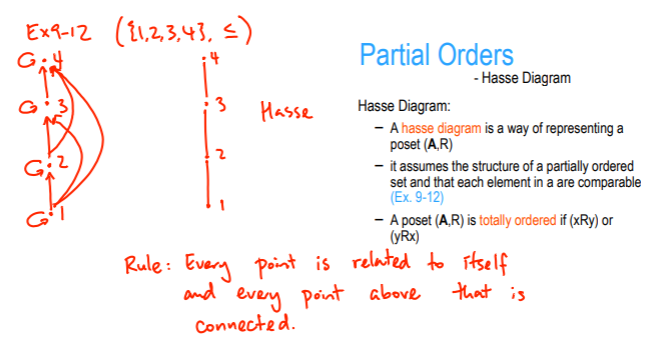 Ex9-12 ({1,2,3,4}, ≤)
4
3
2
1
4
3
2
1
Hasse
Partial Orders
- Hasse Diagram
Hasse Diagram:
– A hasse diagram is a way of representing a
poset (A,R)
– it assumes the structure of a partially ordered
set and that each element in a are comparable
(Ex. 9-12)
– A poset (A,R) is totally ordered if (xRy) or
(yRx)
Rule: Every point is related to itself
and every point above that is
connected.